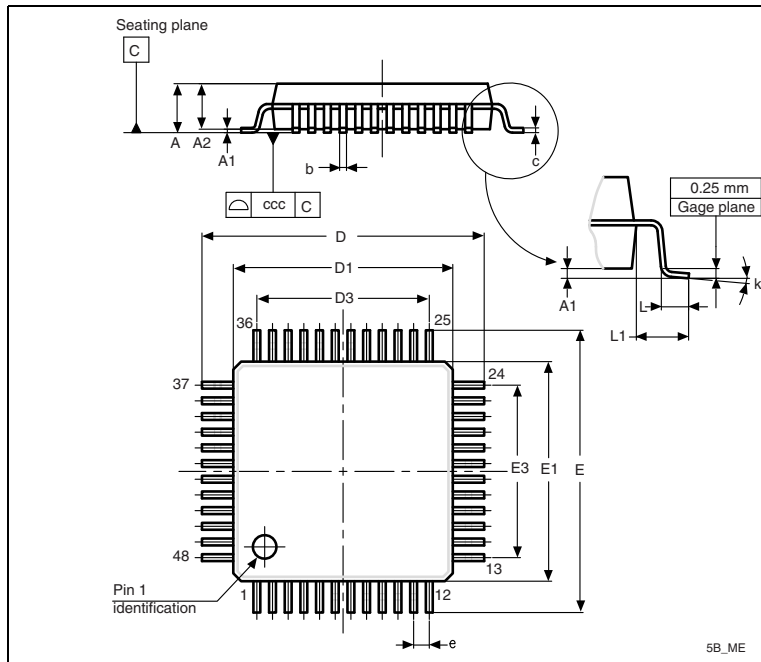 Seating plane
C
A
A2
A1
b
c
ccc
C
0.25 mm
Gage plane
D
D1
D3
A1
L
L1
k
36
25
37
24
E3
E1
E
48
13
Pin 1
identification
1
12
e
5B_ME